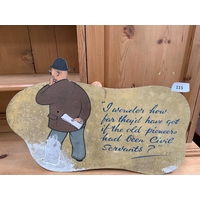 215
"I wonder how
far they'd have got
if the old pioneers
had been Civil
Servants?"